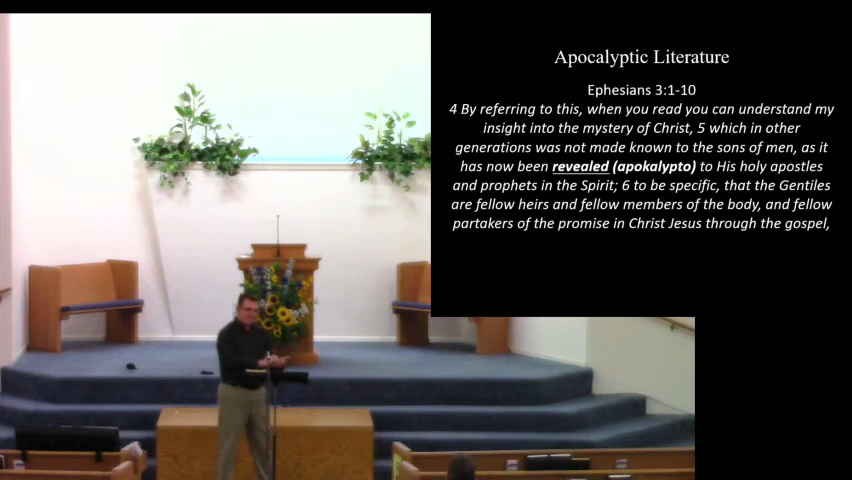 Apocalyptic Literature
Ephesians 3:1-10
4 By referring to this, when you read you can understand my
insight into the mystery of Christ, 5 which in other
generations was not made known to the sons of men, as it
has now been revealed (apokalypto) to His holy apostles
and prophets in the Spirit; 6 to be specific, that the Gentiles
are fellow heirs and fellow members of the body, and fellow
partakers of the promise in Christ Jesus through the gospel,